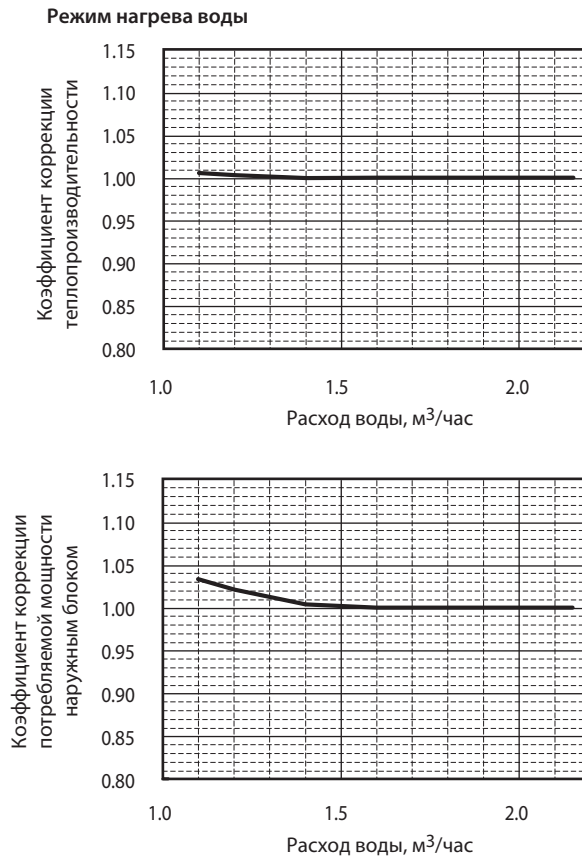 Режим нагрева воды
Коэффициент коррекции
теплопроизводительности
1.15
1.10
1.05
1.00
0.95
0.90
0.85
0.80
1.0
1.5
2.0
Расход воды, м³/час
Коэффициент коррекции
потребляемой мощности
наружным блоком
1.15
1.10
1.05
1.00
0.95
0.90
0.85
0.80
1.0
1.5
2.0
Расход воды, м³/час